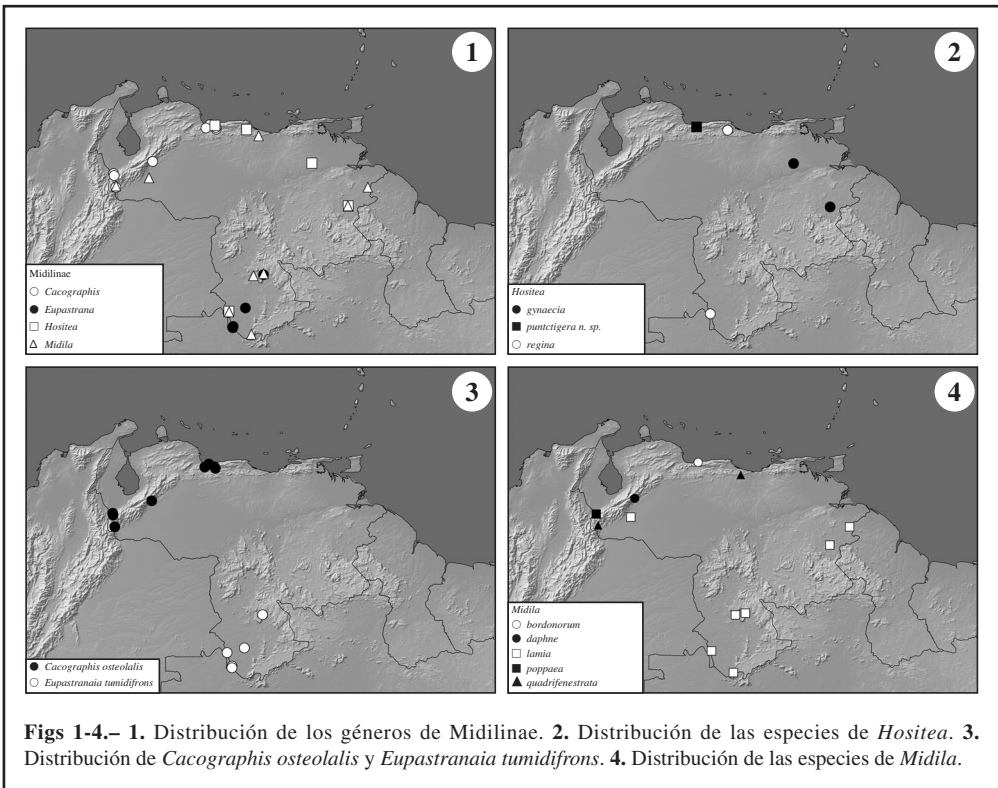 1
Midilinae
Cacographis
Eupastrana
Hositea
Midila
2
Hositea
gynaecia
puntctigera n. sp.
regina
3
Cacographis osteolalis
Eupastranaia tumidifrons
4
Midila
bordonorum
daphne
lamia
poppaea
quadrifenestrata
Figs 1-4.– 1. Distribución de los géneros de Midilinae. 2. Distribución de las especies de Hositea. 3.
Distribución de Cacographis osteolalis y Eupastranaia tumidifrons. 4. Distribución de las especies de Midila.